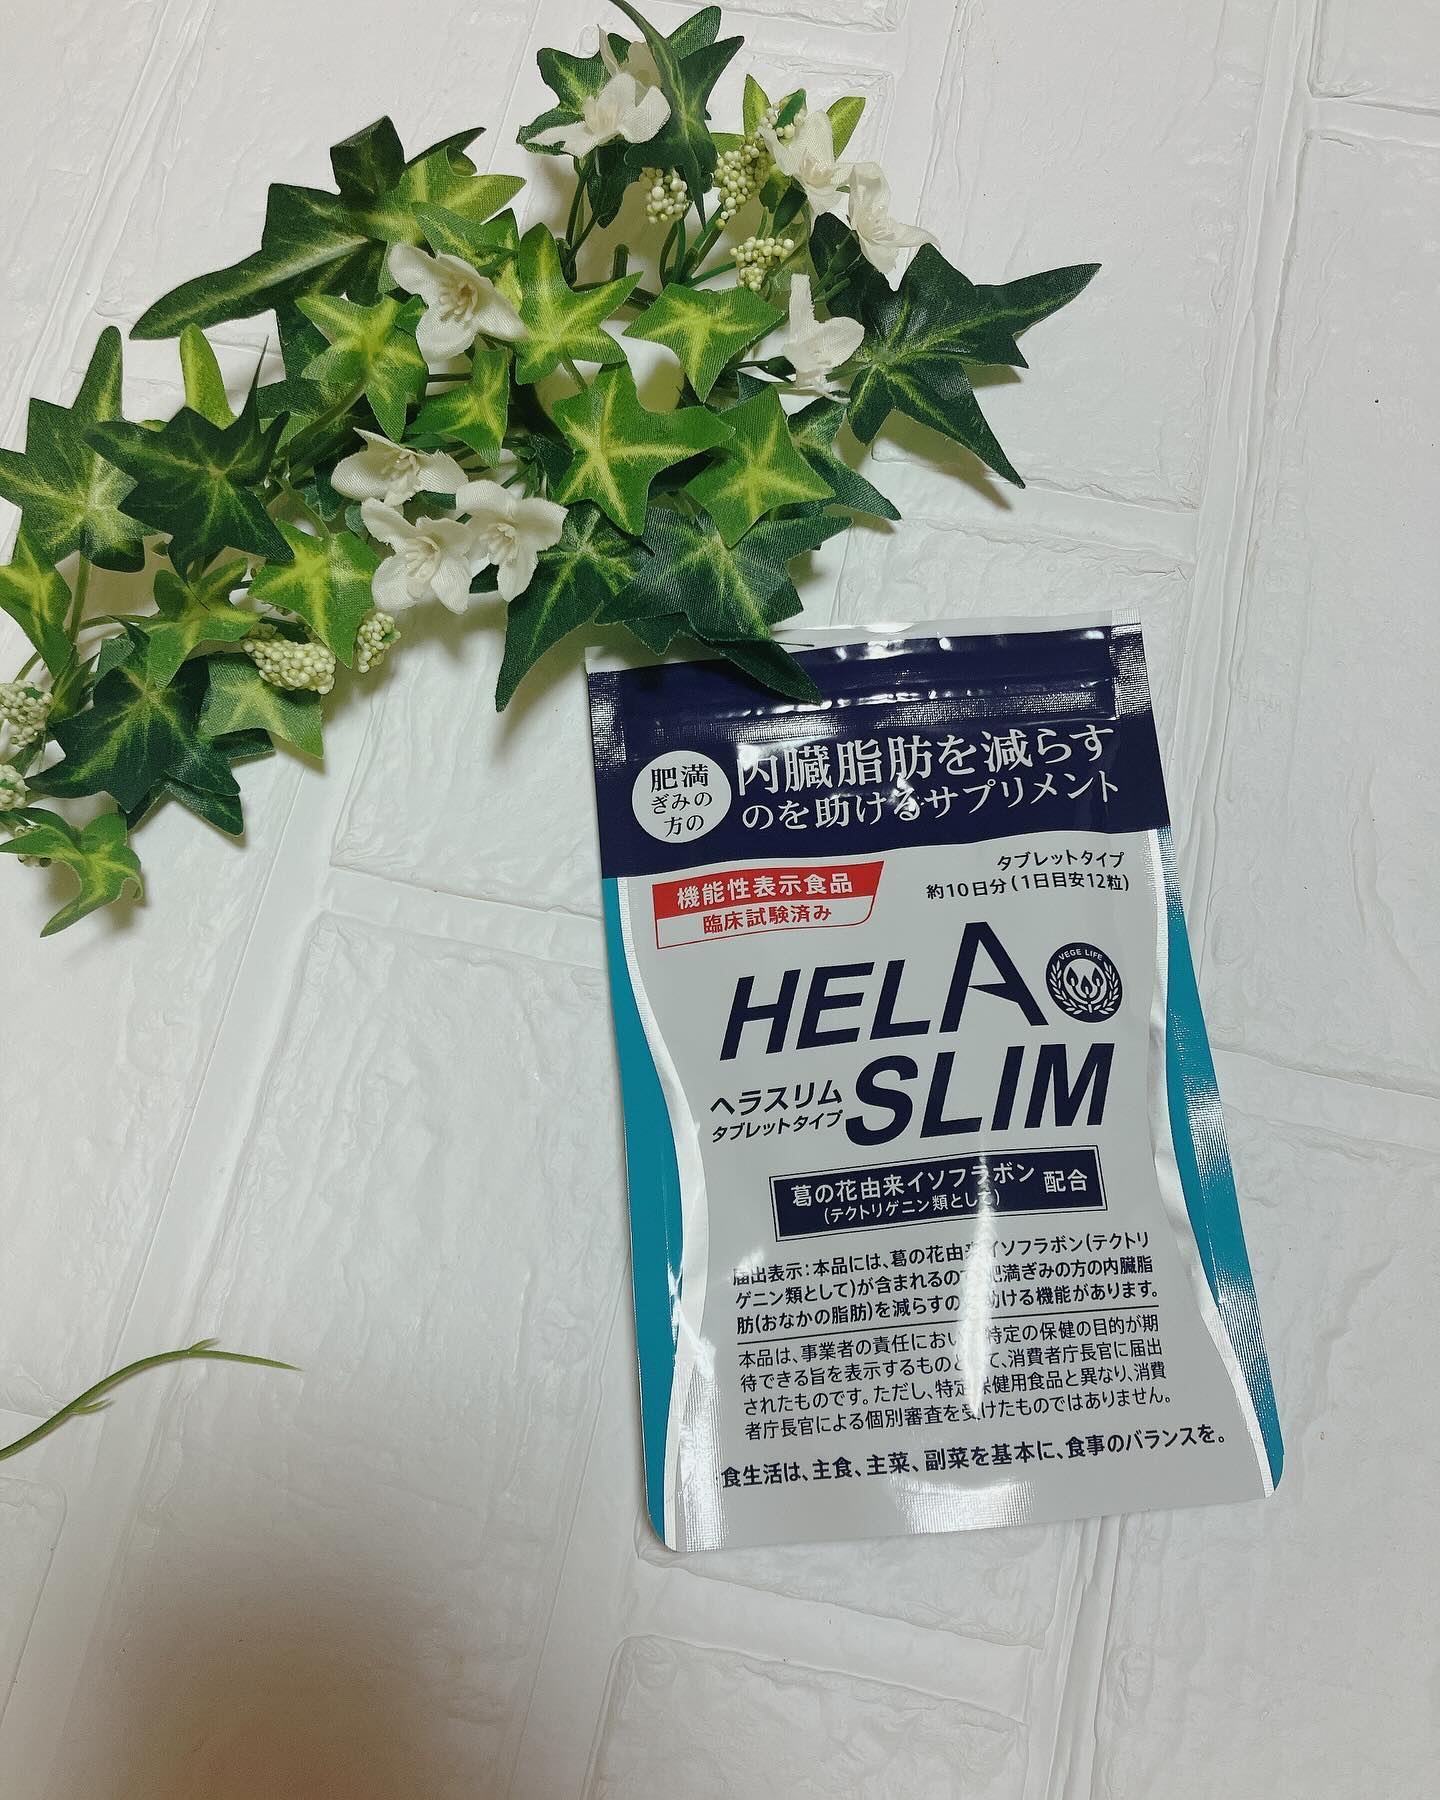 肥満
ぎみの
方の
内臓脂肪を減らす
のを助けるサプリメント
タブレットタイプ
約10日分(1日目安12粒)
機能性表示食品
臨床試験済み
HELA
VEGE LIFE
SLIM
ヘラスリム
タブレットタイプ
葛の花由来イソフラボン 配合
(テクトリゲニン類として)
届出表示:本品には、葛の花由来イソフラボン(テクトリ
ゲニン類として)が含まれるので、肥満ぎみの方の内臓脂
肪(おなかの脂肪)を減らすのを助ける機能があります。
本品は、事業者の責任において特定の保健の目的が期
待できる旨を表示するものとして、消費者庁長官に届出
されたものです。ただし、特定保健用食品と異なり、消費
者庁長官による個別審査を受けたものではありません。
食生活は、主食、主菜、副菜を基本に、食事のバランスを。